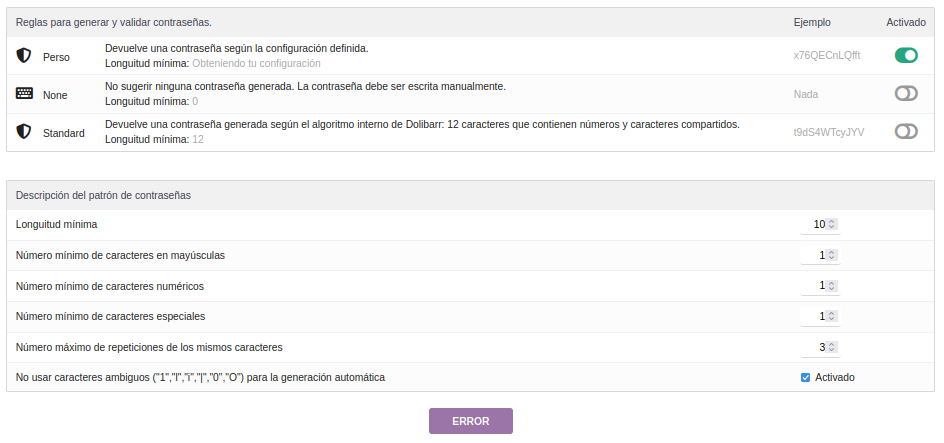 Reglas para generar y validar contraseñas. Ejemplo Activado
Perso Devuelve una contraseña según la configuración definida.
Longuitud mínima: Obteniendo tu configuración x76QECnLQfft
None No sugerir ninguna contraseña generada. La contraseña debe ser escrita manualmente.
Longuitud mínima: 0 Nada
Standard Devuelve una contraseña generada según el algoritmo interno de Dolibarr: 12 caracteres que contienen números y caracteres compartidos.
Longuitud mínima: 12 t9dS4WTcyJYV
Descripción del patrón de contraseñas
Longuitud mínima 10
Número mínimo de caracteres en mayúsculas 1
Número mínimo de caracteres numéricos 1
Número mínimo de caracteres especiales 1
Número máximo de repeticiones de los mismos caracteres 3
No usar caracteres ambiguos ("1","l","i","|","0","O") para la generación automática Activado
ERROR